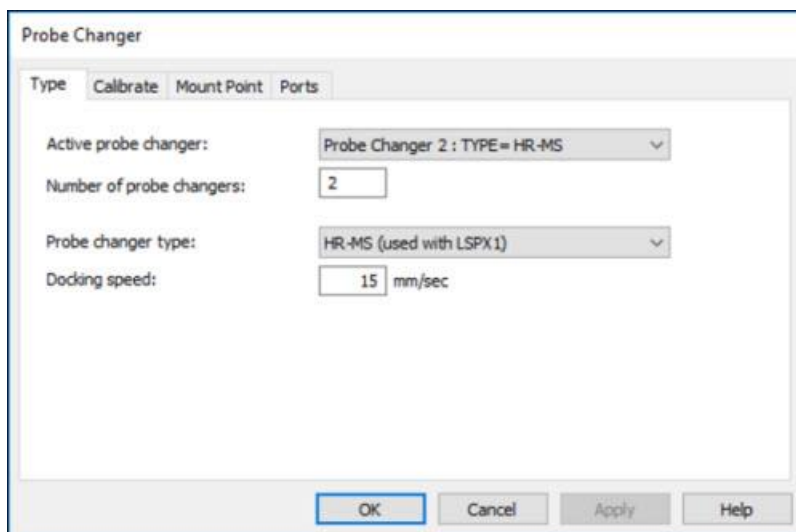 Probe Changer
Type Calibrate Mount Point Ports
Active probe changer: Probe Changer 2 : TYPE= HR-MS
Number of probe changers: 2
Probe changer type: HR-MS (used with LSPX1)
Docking speed: 15 mm/sec
OK Cancel Apply Help